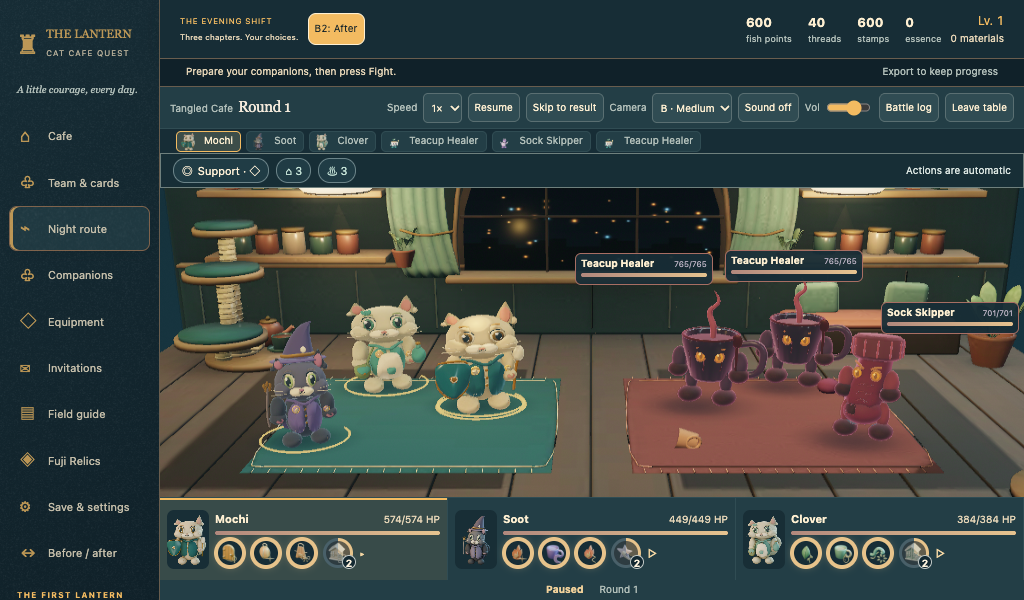 THE LANTERN
CAT CAFE QUEST
A little courage, every day.
Cafe
Team & cards
Night route
Companions
Equipment
Invitations
Field guide
Fuji Relics
Save & settings
Before / after
THE FIRST LANTERN
THE EVENING SHIFT
Three chapters. Your choices.
B2: After
600 fish points
40 threads
600 stamps
0 essence
Lv. 1
0 materials
Prepare your companions, then press Fight.
Export to keep progress
Tangled Cafe Round 1
Speed 1x Resume Skip to result Camera B · Medium Sound off Vol Battle log Leave table
Mochi Soot Clover Teacup Healer Sock Skipper Teacup Healer
Support · 3 3
Actions are automatic
Teacup Healer 765/765
Teacup Healer 765/765
Sock Skipper 701/701
Mochi 574/574 HP
2
Soot 449/449 HP
2
Clover 384/384 HP
2
Paused Round 1